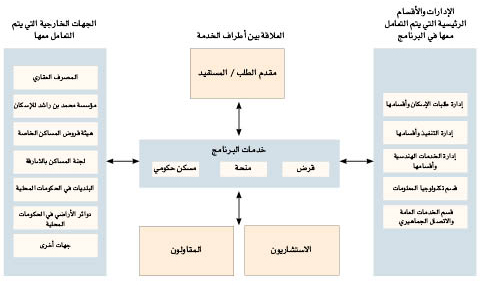 الإدارات والأقسام
الرئيسية التي يتم التعامل
معها في البرنامج
إدارة طلبات الإسكان وأقسامها
إدارة التنفيذ وأقسامها
إدارة الخدمات الهندسية
وأقسامها
قسم تكنولوجيا المعلومات
قسم الخدمات العامة
والاتصال الجماهيري
العلاقة بين أطراف الخدمة
مقدم الطلب / المستفيد
خدمات البرنامج
قرض
منحة
مسكن حكومي
الاستشاريون
المقاولون
الجهات الخارجية التي يتم
التعامل معها
المصرف العقاري
مؤسسة محمد بن راشد للإسكان
هيئة قروض المساكن الخاصة
لجنة المساكن بالشارقة
البلديات في الحكومات المحلية
دوائر الأراضي في الحكومات
المحلية
جهات أخرى